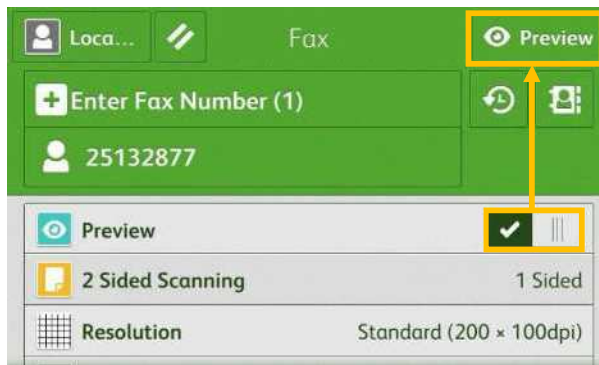 Loca... Fax Preview
Enter Fax Number (1)
25132877
Preview
2 Sided Scanning 1 Sided
Resolution Standard (200 × 100dpi)